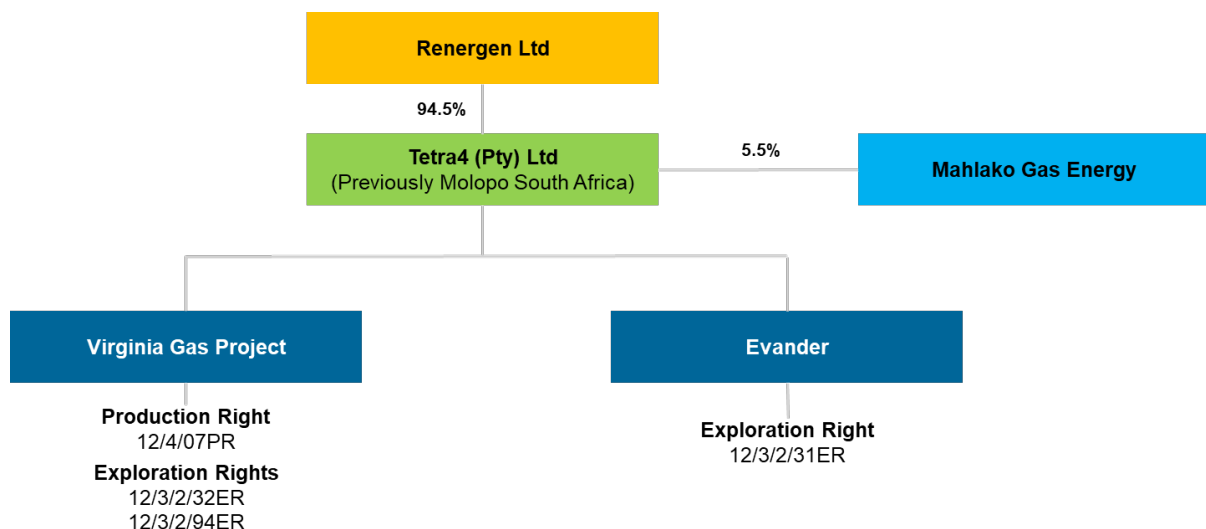 Renergen Ltd
94.5%
Tetra4 (Pty) Ltd
(Previously Molopo South Africa)
5.5%
Mahlako Gas Energy
Virginia Gas Project
Evander
Production Right
12/4/07PR
Exploration Rights
12/3/2/32ER
12/3/2/94ER
Exploration Right
12/3/2/31ER